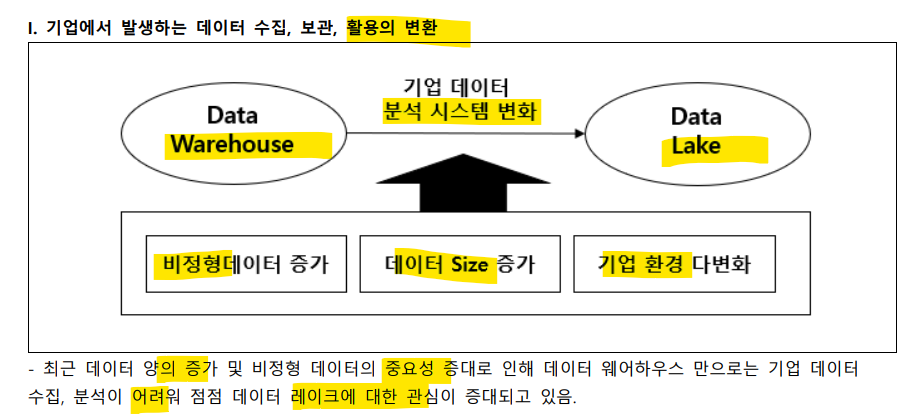 I. 기업에서 발생하는 데이터 수집, 보관, 활용의 변환
기업 데이터
분석 시스템 변화
Data
Warehouse
Data
Lake
비정형데이터 증가
데이터 Size 증가
기업 환경 다변화
- 최근 데이터 양의 증가 및 비정형 데이터의 중요성 증대로 인해 데이터 웨어하우스 만으로는 기업 데이터
수집, 분석이 어려워 점점 데이터 레이크에 대한 관심이 증대되고 있음.